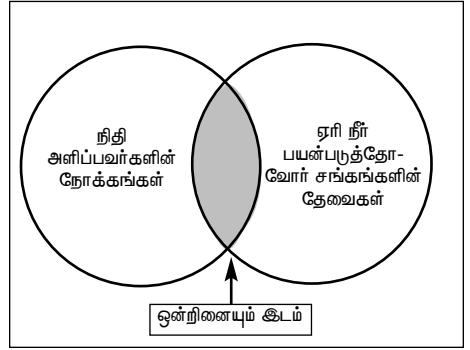 நிதி
அளிப்பவர்களின்
நோக்கங்கள்
ஏரி நீர்
பயன்படுத்தோ-
வோர் சங்கங்களின்
தேவைகள்
ஒன்றினையும் இடம்